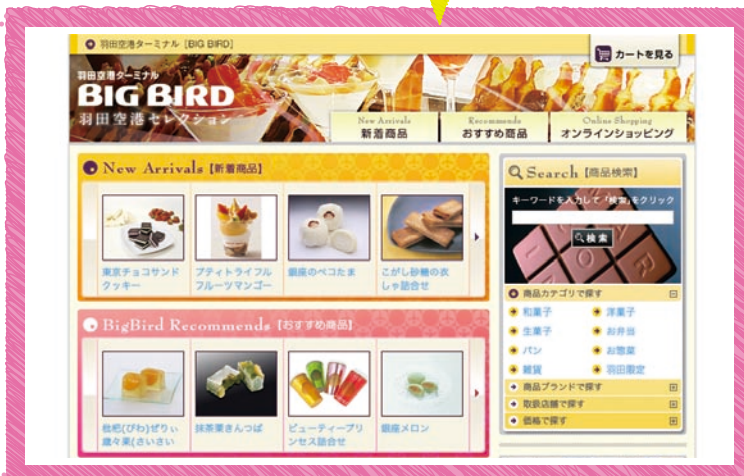 羽田空港ターミナル [BIG BIRD]
カートを見る
羽田空港ターミナル
BIG BIRD
羽田空港セレクション
New Arrivals
新着商品
Recommends
おすすめ商品
Online Shopping
オンラインショッピング
New Arrivals [新着商品]
東京チョコサンド
クッキー
プティトライフル
フルーツマンゴー
銀座のペコたま
こがし砂糖の衣
しゃ詰合せ
BigBird Recommends [おすすめ商品]
枇杷(びわ)ぜりぃ
歳々果(さいさい
抹茶栗きんつば
ビューティープリ
ンセス詰合せ
銀座メロン
Search [商品検索]
キーワードを入力して「検索」をクリック
検索
商品カテゴリで探す
和菓子
洋菓子
生菓子
お弁当
パン
お惣菜
雑貨
羽田限定
商品ブランドで探す
取扱店舗で探す
価格で探す